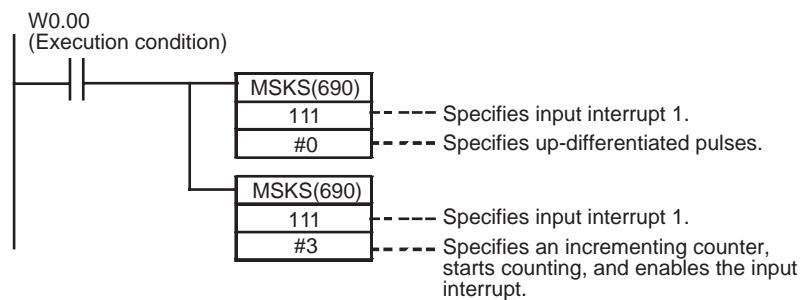 W0.00
(Execution condition)
MSKS(690)
111
Specifies input interrupt 1.
#0
Specifies up-differentiated pulses.
MSKS(690)
111
Specifies input interrupt 1.
#3
Specifies an incrementing counter,
starts counting, and enables the input
interrupt.